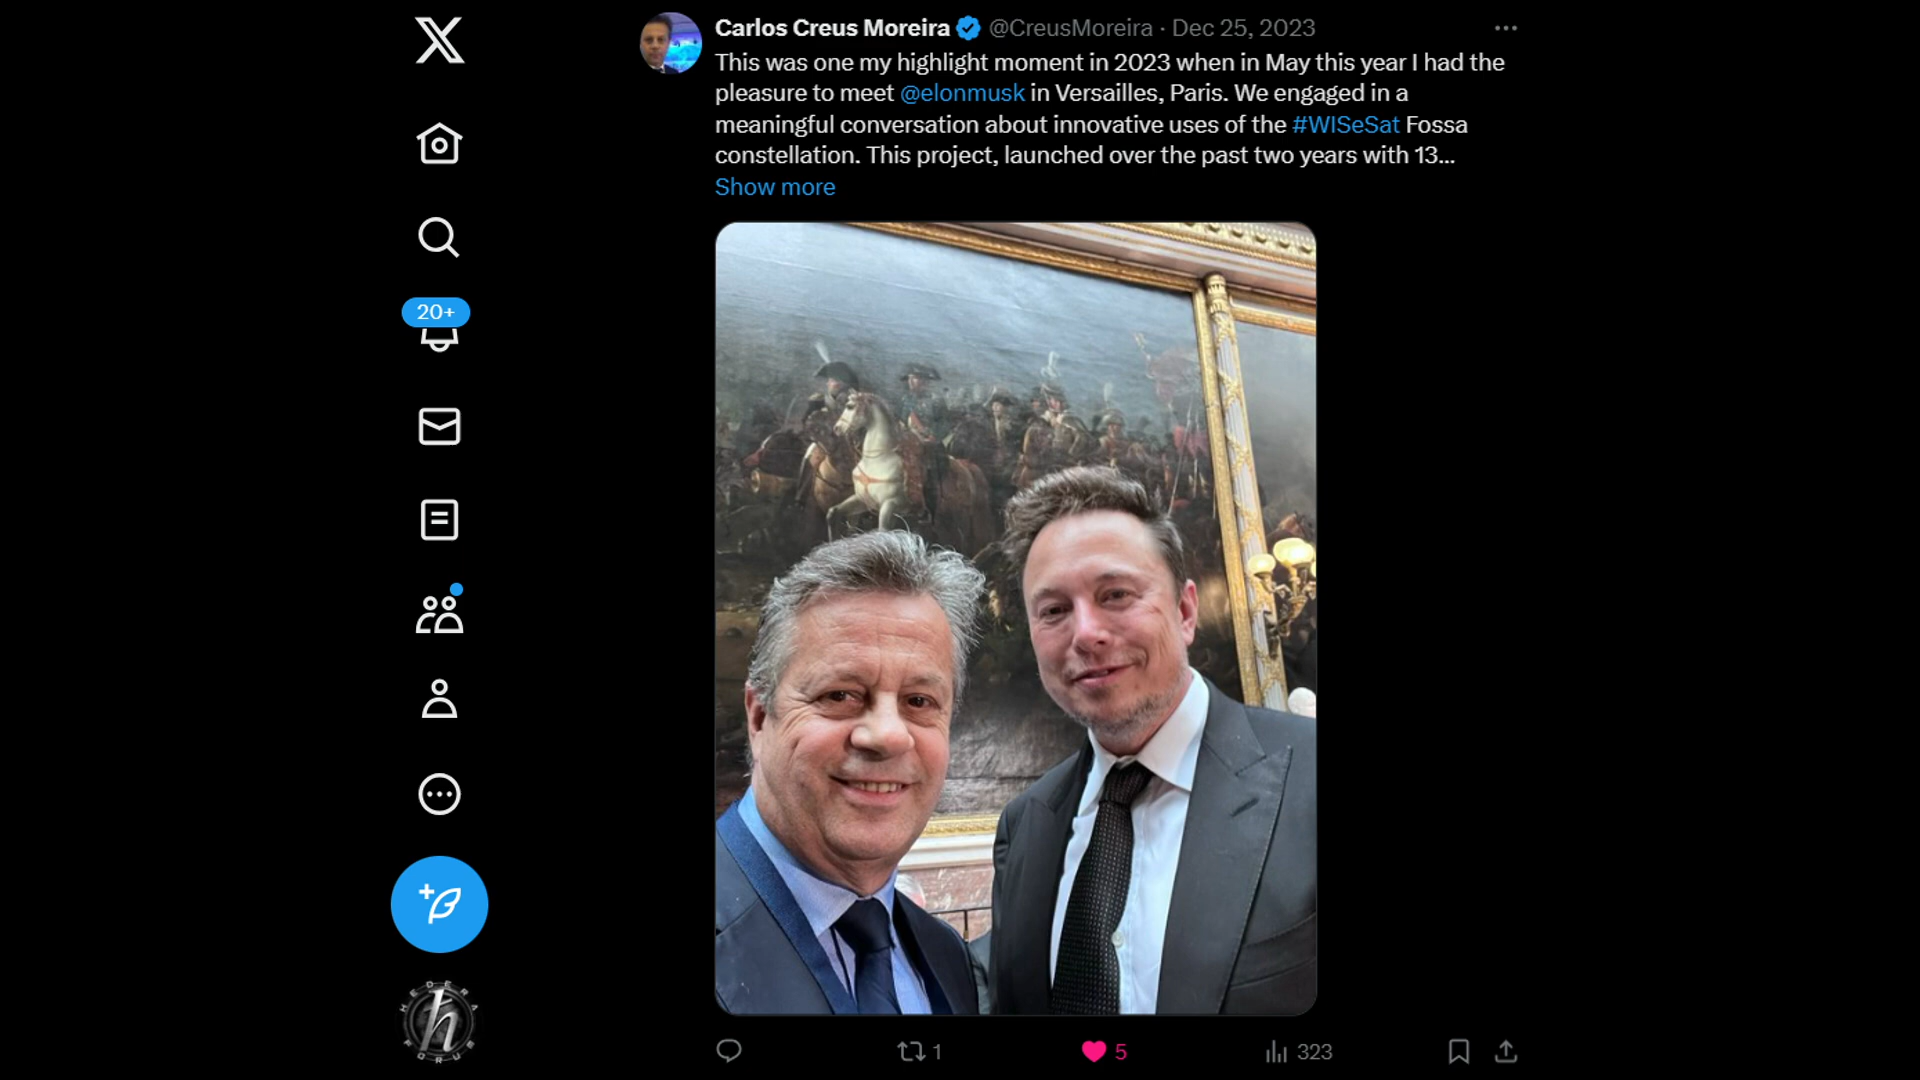 Carlos Creus Moreira @CreusMoreira · Dec 25, 2023
This was one my highlight moment in 2023 when in May this year I had the
pleasure to meet @elonmusk in Versailles, Paris. We engaged in a
meaningful conversation about innovative uses of the #WISeSat Fossa
constellation. This project, launched over the past two years with 13...
Show more
20+
HEDERA
h
FORUE
1
5
323